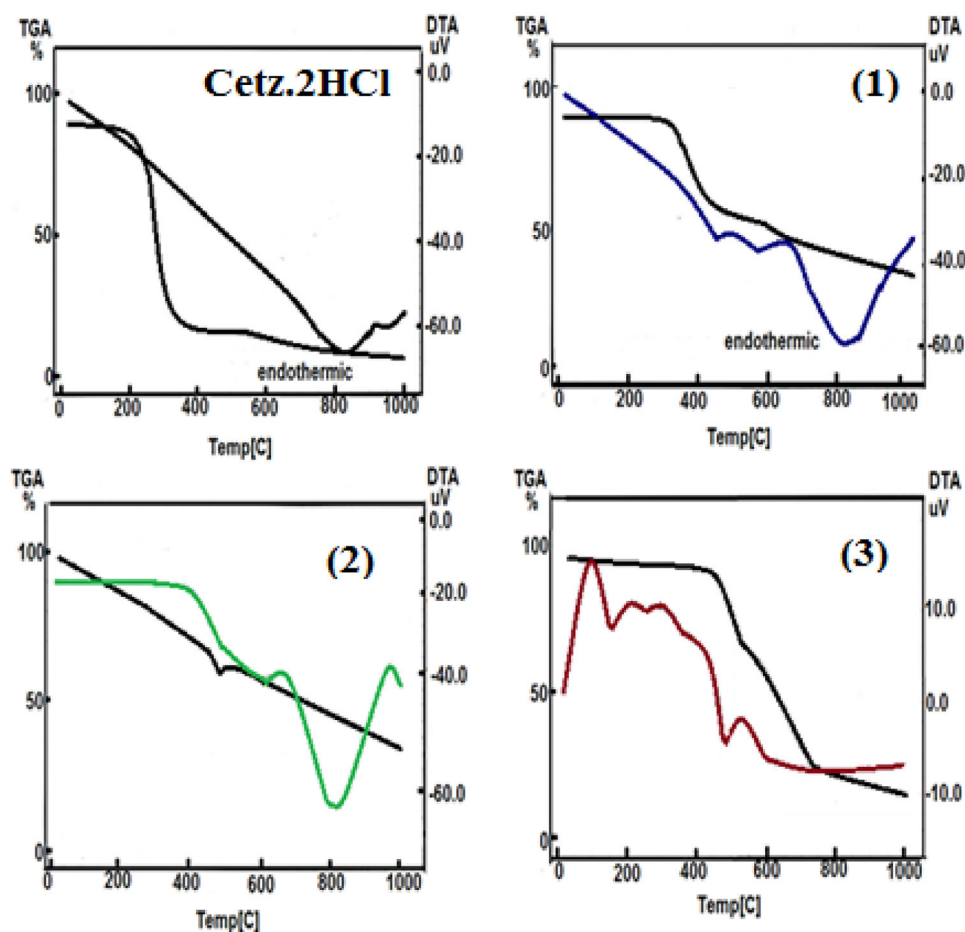 TGA
%
DTA
uV
Cetz.2HCl
100
50
0
0.0
-20.0
-40.0
-60.0
endothermic
0 200 400 600 800 1000
Temp[C]
TGA
%
DTA
uV
(1)
100
50
0
0.0
-20.0
-40.0
-60.0
endothermic
0 200 400 600 800 1000
Temp[C]
TGA
%
DTA
uV
(2)
100
50
0
0.0
-20.0
-40.0
-60.0
0 200 400 600 800 1000
Temp[C]
TGA
%
DTA
uV
(3)
100
50
0
10.0
0.0
-10.0
0 200 400 600 800 1000
Temp[C]